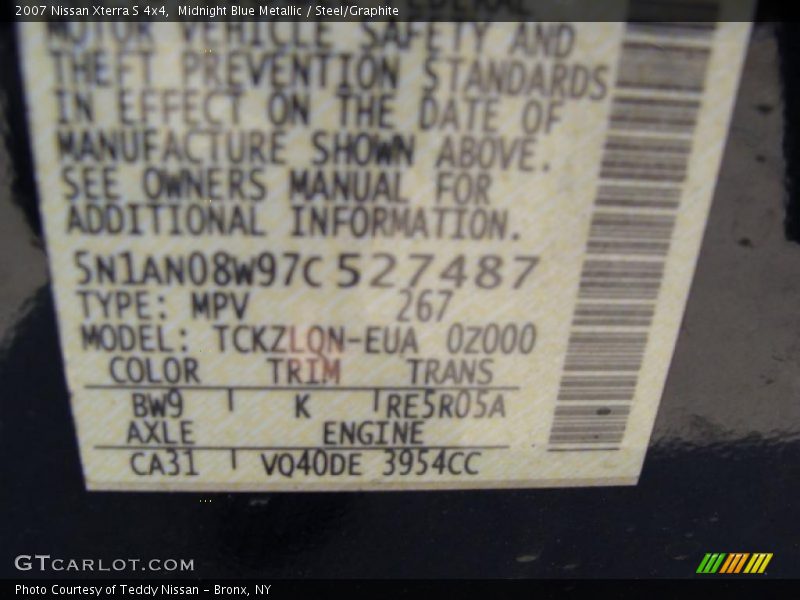 2007 Nissan Xterra S 4x4, Midnight Blue Metallic / Steel/Graphite
FEDERAL
MOTOR VEHICLE SAFETY AND
THEFT PREVENTION STANDARDS
IN EFFECT ON THE DATE OF
MANUFACTURE SHOWN ABOVE.
SEE OWNERS MANUAL FOR
ADDITIONAL INFORMATION.
5N1AN08W97C527487
TYPE: MPV 267
MODEL: TCKZLQN-EUA 0Z000
COLOR TRIM TRANS
BW9 K RE5R05A
AXLE ENGINE
CA31 VQ40DE 3954CC
GTCARLOT.COM
Photo Courtesy of Teddy Nissan - Bronx, NY